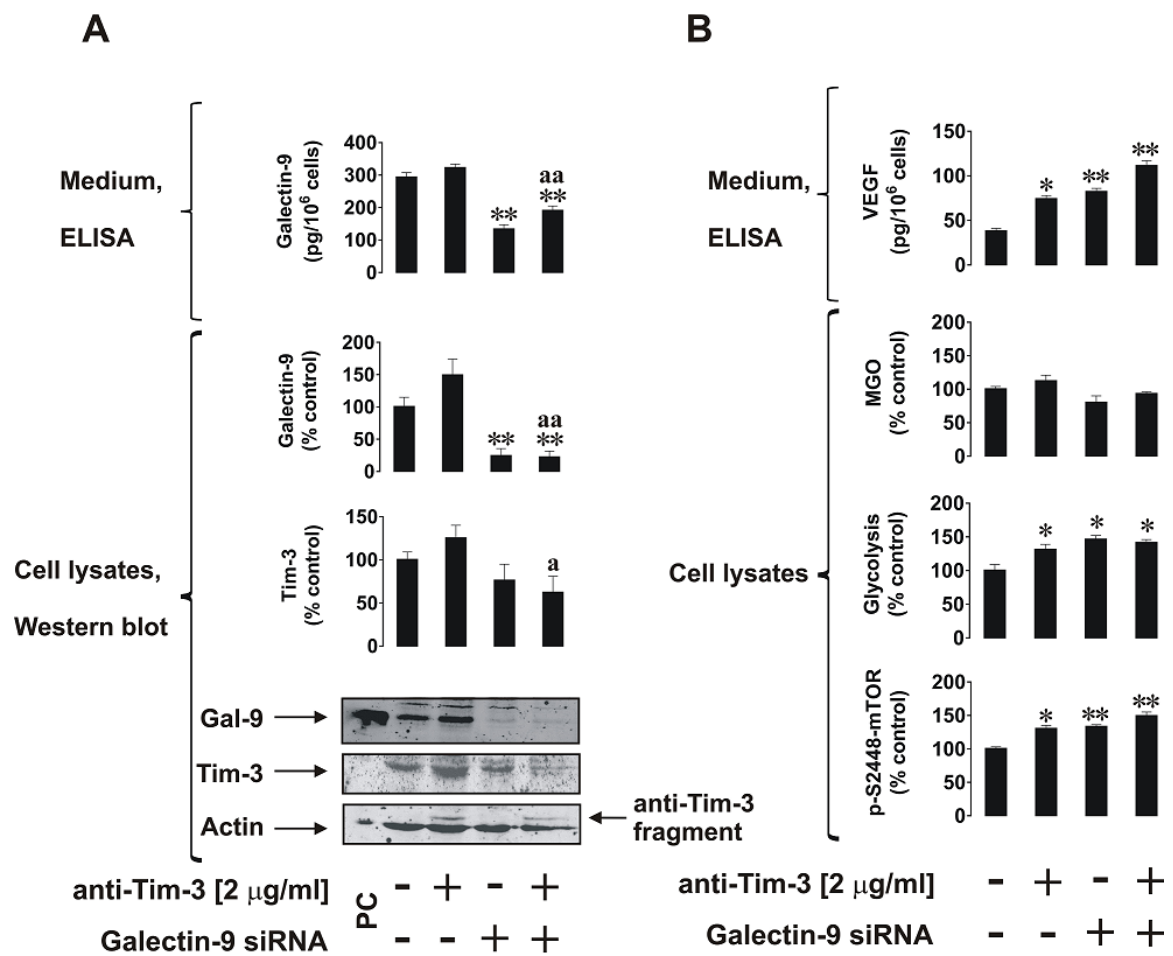 A
Medium,
ELISA
Galectin-9
(pg/10⁶ cells)
400
300
200
100
0
**
aa
**
Galectin-9
(% control)
200
150
100
50
0
**
aa
**
Cell lysates,
Western blot
Tim-3
(% control)
150
100
50
0
a
Gal-9
Tim-3
Actin
anti-Tim-3
fragment
anti-Tim-3 [2 μg/ml]
- + - +
Galectin-9 siRNA
- - + +
PC
B
Medium,
ELISA
VEGF
(pg/10⁶ cells)
150
100
50
0
*
**
**
Cell lysates
MGO
(% control)
200
150
100
50
0
Glycolysis
(% control)
200
150
100
50
0
*
*
*
p-S2448-mTOR
(% control)
200
150
100
50
0
*
**
**
anti-Tim-3 [2 μg/ml]
- + - +
Galectin-9 siRNA
- - + +